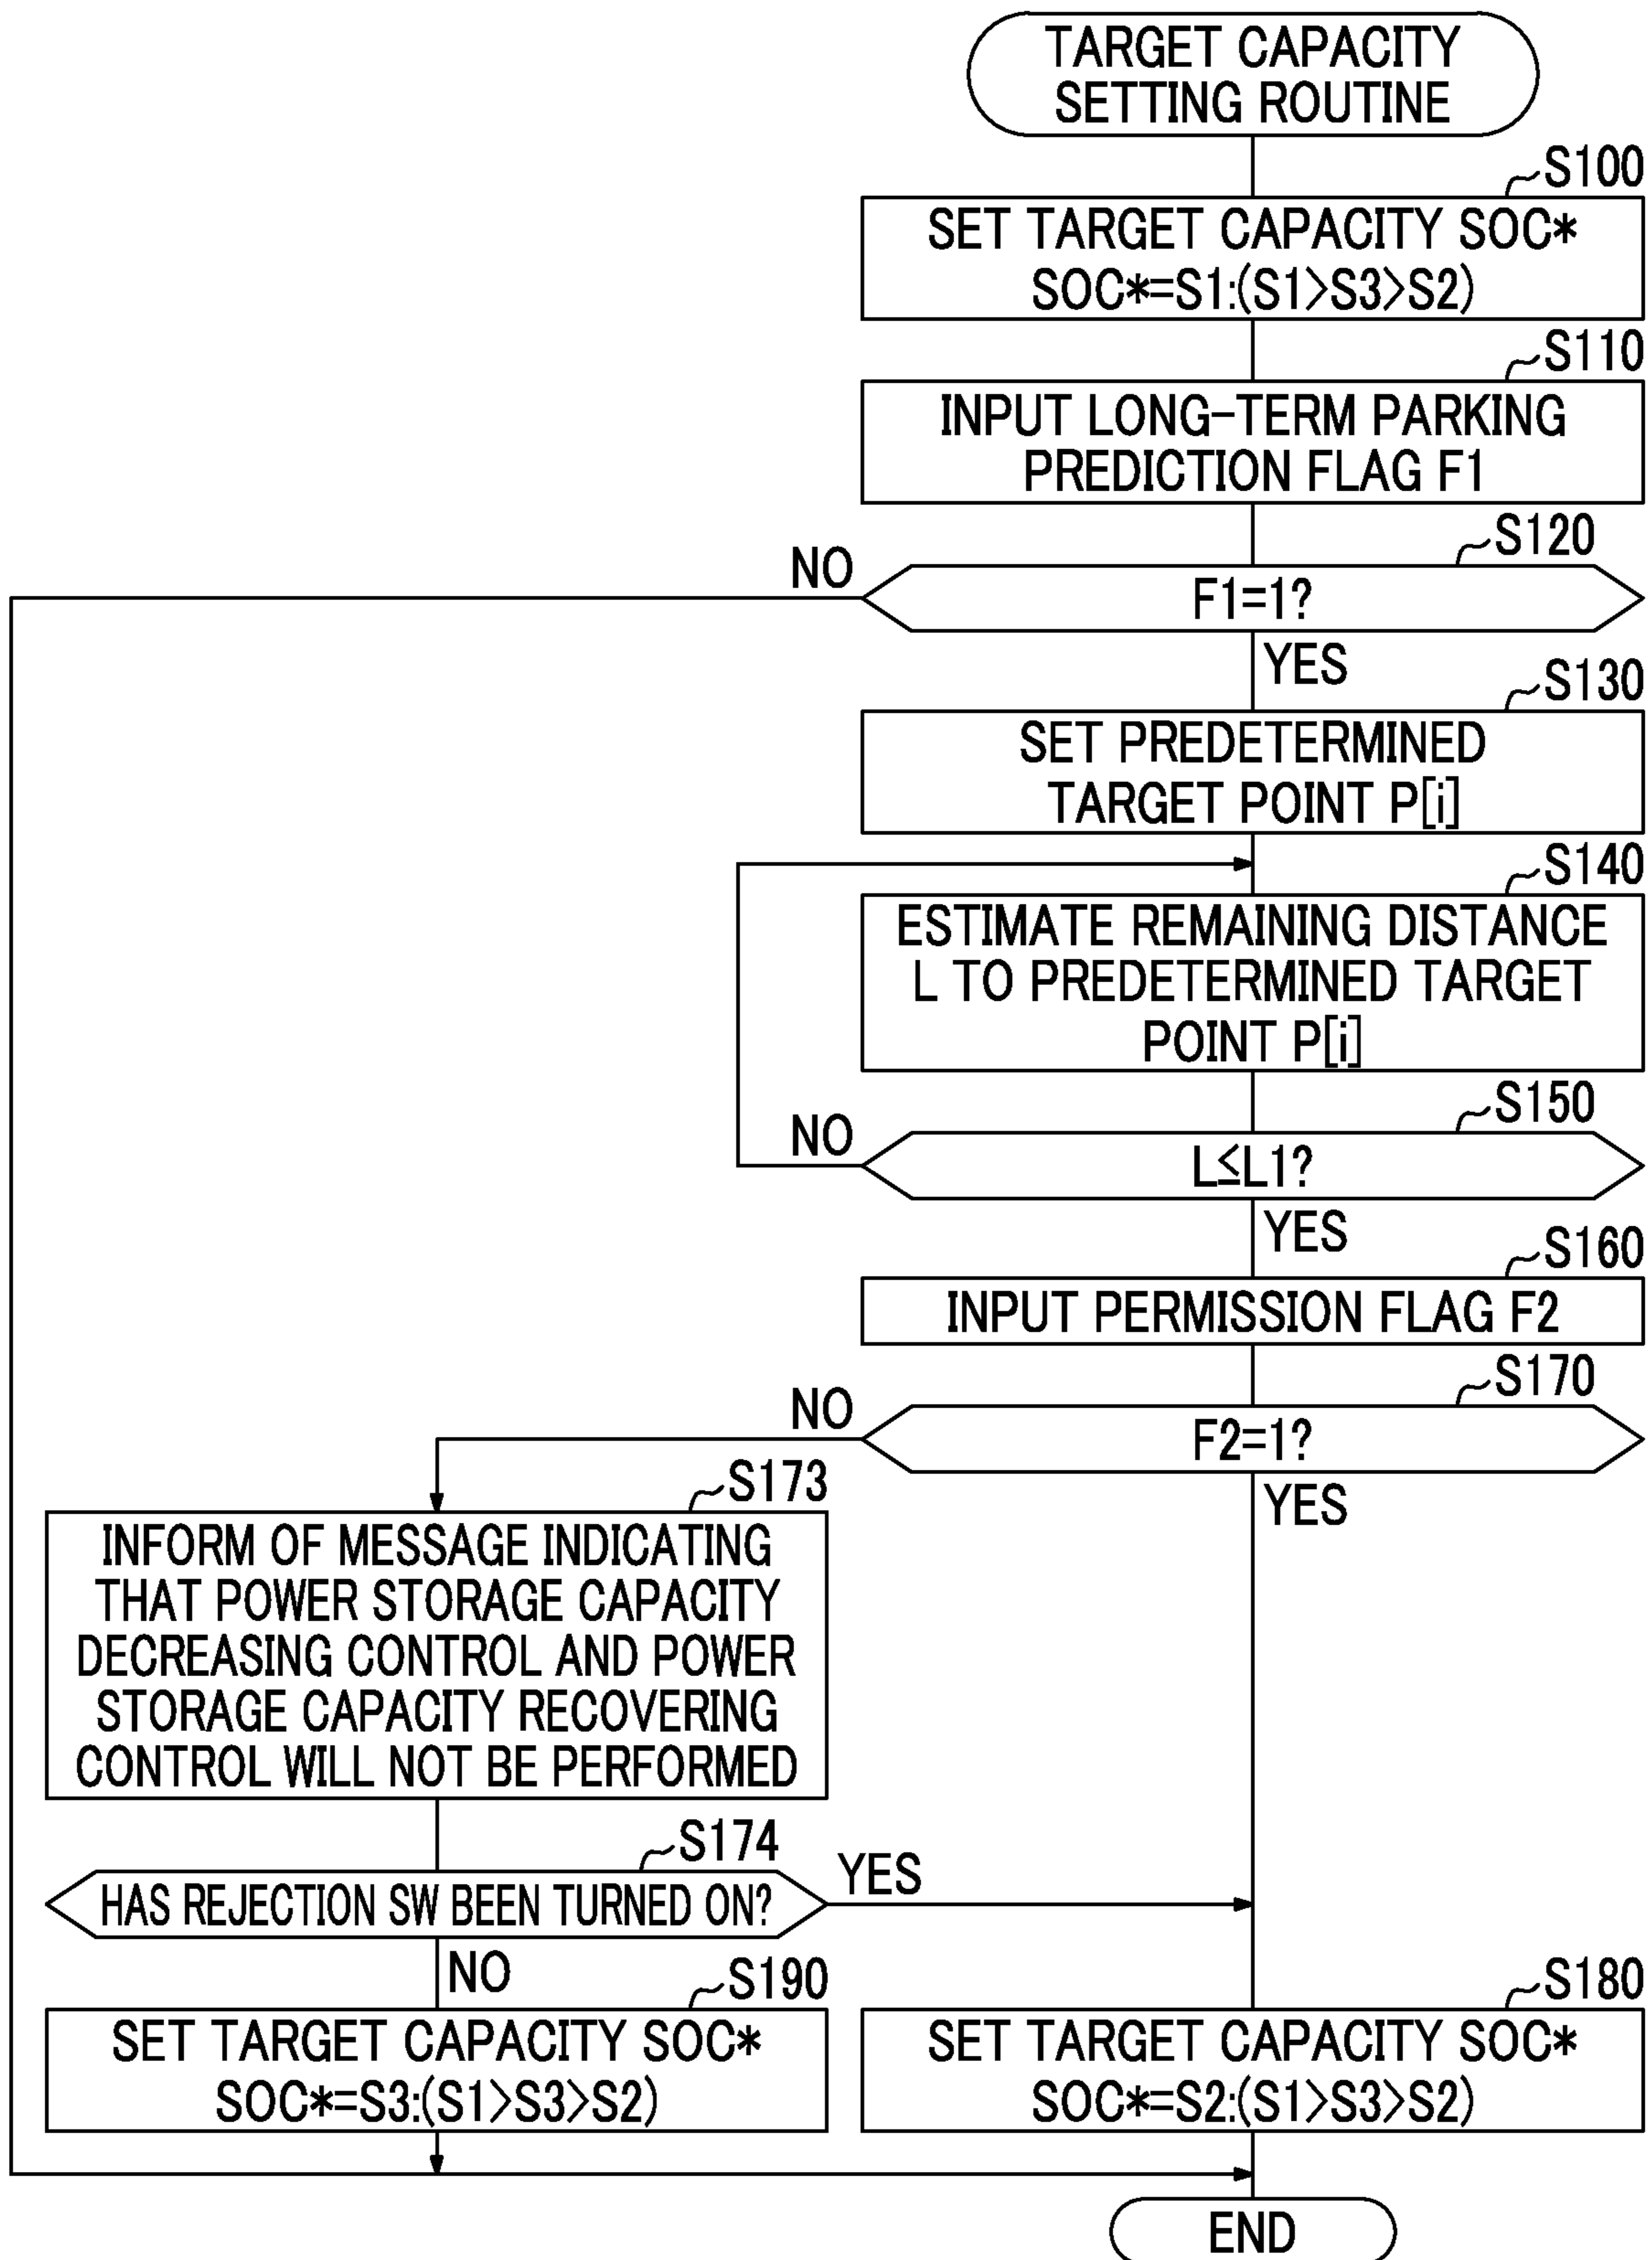 TARGET CAPACITY
SETTING ROUTINE
S100
SET TARGET CAPACITY SOC*
SOC*=S1:(S1>S3>S2)
S110
INPUT LONG-TERM PARKING
PREDICTION FLAG F1
S120
NO
F1=1?
YES
S130
SET PREDETERMINED
TARGET POINT P[i]
S140
ESTIMATE REMAINING DISTANCE
L TO PREDETERMINED TARGET
POINT P[i]
S150
NO
L≤L1?
YES
S160
INPUT PERMISSION FLAG F2
S170
NO
F2=1?
YES
S173
INFORM OF MESSAGE INDICATING
THAT POWER STORAGE CAPACITY
DECREASING CONTROL AND POWER
STORAGE CAPACITY RECOVERING
CONTROL WILL NOT BE PERFORMED
S174
HAS REJECTION SW BEEN TURNED ON?
YES
NO
S190
SET TARGET CAPACITY SOC*
SOC*=S3:(S1>S3>S2)
S180
SET TARGET CAPACITY SOC*
SOC*=S2:(S1>S3>S2)
END